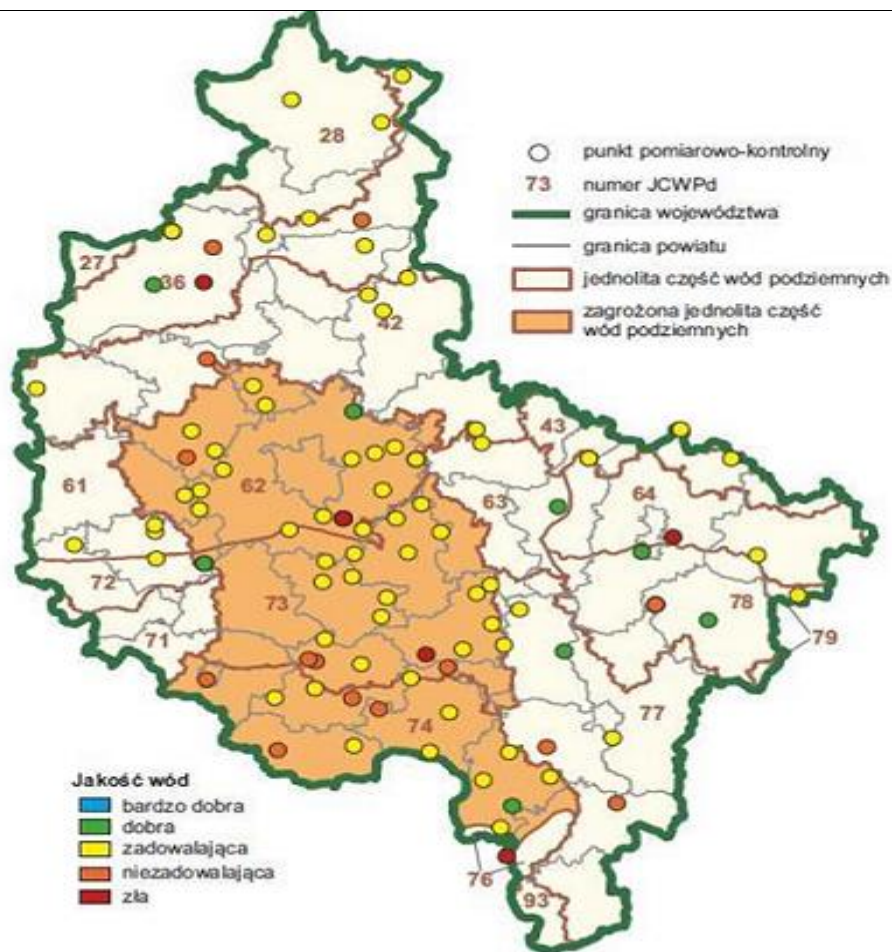 28
punkt pomiarowo-kontrolny
73 numer JCWPd
granica województwa
granica powiatu
jednolita część wód podziemnych
zagrożona jednolita część
wód podziemnych
27
36
42
43
61
62
63
64
72
73
78
71
79
77
74
Jakość wód
bardzo dobra
dobra
zadowalająca
niezadowalająca
zła
76
93